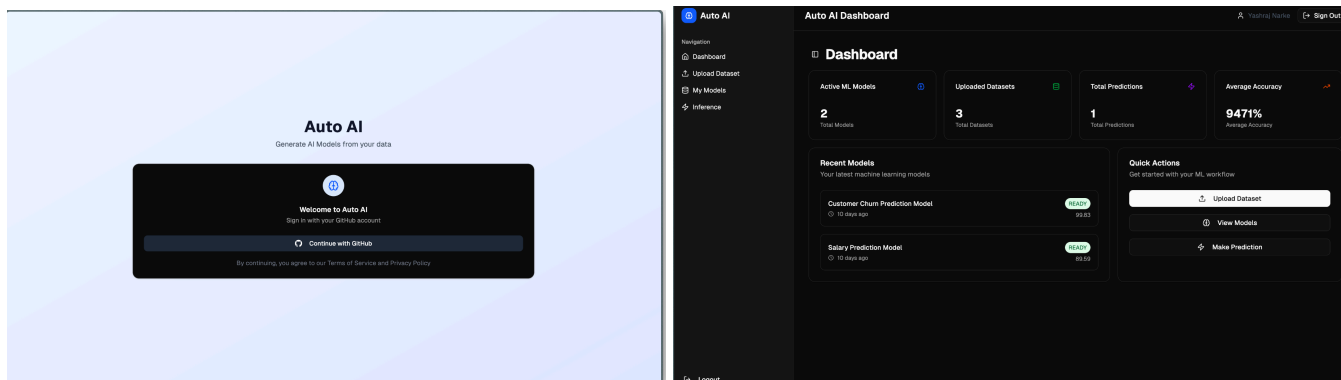 Auto AI
Generate AI Models from your data
Welcome to Auto AI
Sign in with your GitHub account
Continue with GitHub
By continuing, you agree to our Terms of Service and Privacy Policy
Auto AI
Navigation
Dashboard
Upload Dataset
My Models
Inference
Logout
Auto AI Dashboard
Yashraj Narke
Sign Out
Dashboard
Active ML Models
2
Total Models
Uploaded Datasets
3
Total Datasets
Total Predictions
1
Total Predictions
Average Accuracy
9471%
Average Accuracy
Recent Models
Your latest machine learning models
Customer Churn Prediction Model
READY
10 days ago
99.83
Salary Prediction Model
READY
10 days ago
89.59
Quick Actions
Get started with your ML workflow
Upload Dataset
View Models
Make Prediction